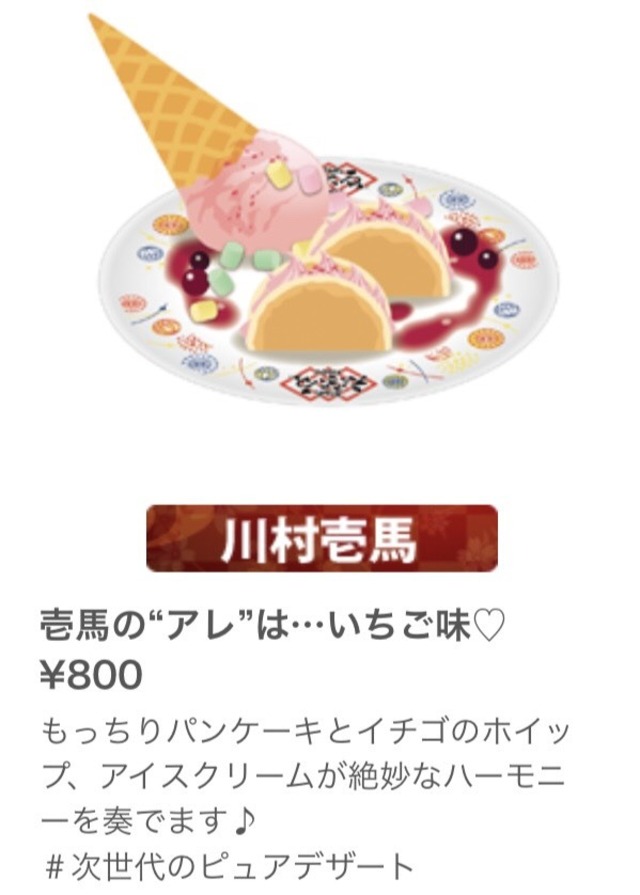 川村壱馬
壱馬の“アレ”は…いちご味♡
¥800
もっちりパンケーキとイチゴのホイッ
プ、アイスクリームが絶妙なハーモニ
ーを奏でます♪
＃次世代のピュアデザート